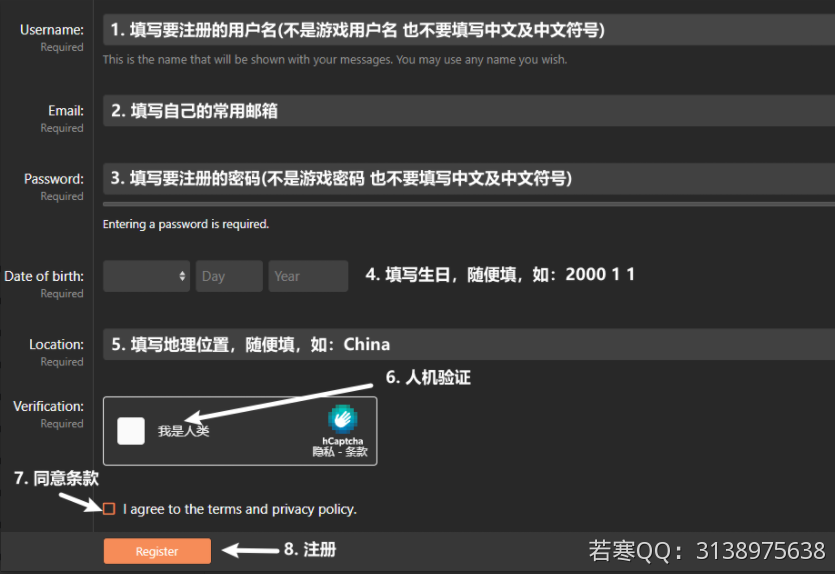 Username:
Required
1. 填写要注册的用户名(不是游戏用户名 也不要填写中文及中文符号)
This is the name that will be shown with your messages. You may use any name you wish.
Email:
Required
2. 填写自己的常用邮箱
Password:
Required
3. 填写要注册的密码(不是游戏密码 也不要填写中文及中文符号)
Entering a password is required.
Date of birth:
Required
Day
Year
4. 填写生日，随便填，如：2000 1 1
Location:
Required
5. 填写地理位置，随便填，如：China
6. 人机验证
Verification:
Required
我是人类
hCaptcha
隐私 - 条款
7. 同意条款
I agree to the terms and privacy policy.
Register
8. 注册
若寒QQ：3138975638